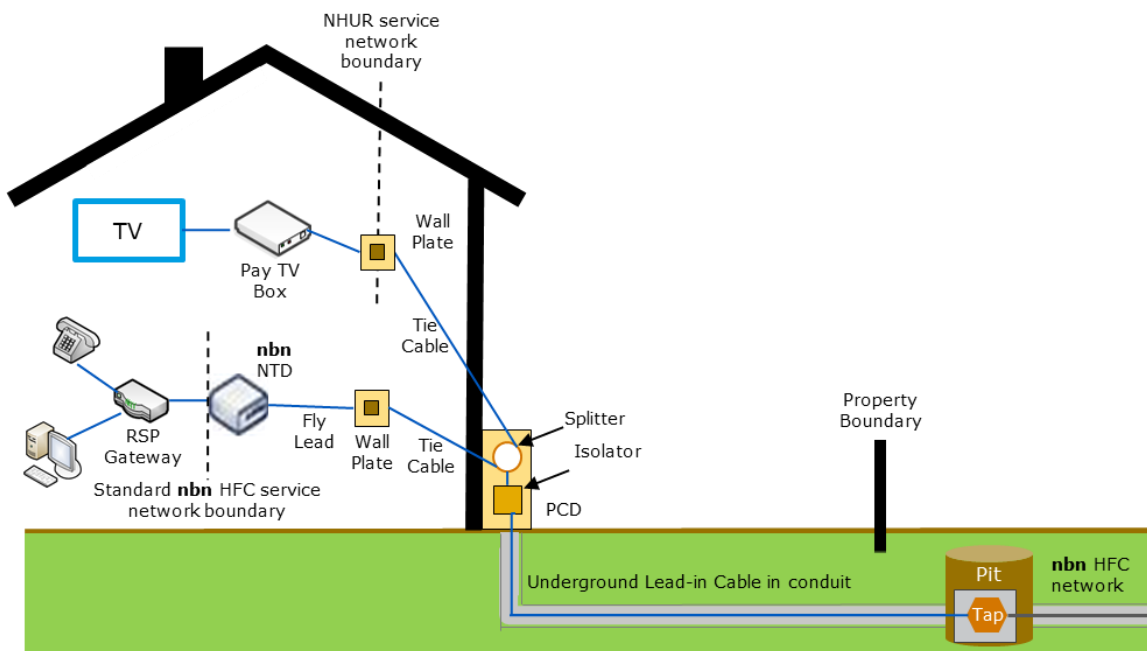 NHUR service
network
boundary
TV
Pay TV
Box
Wall
Plate
Tie
Cable
nbn
NTD
RSP
Gateway
Fly
Lead
Wall
Plate
Tie
Cable
Standard nbn HFC service
network boundary
Splitter
Isolator
PCD
Property
Boundary
Underground Lead-in Cable in conduit
Pit
Tap
nbn HFC
network